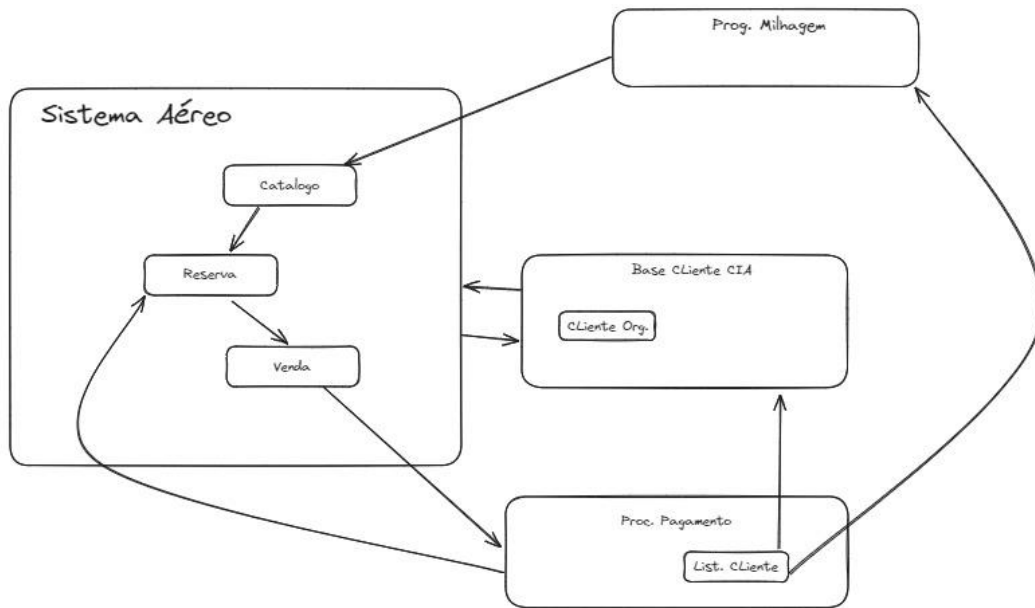 Prog. Milhagem
Sistema Aéreo
Catalogo
Reserva
Venda
Base CLiente CIA
CLiente Org.
Proc. Pagamento
List. CLiente